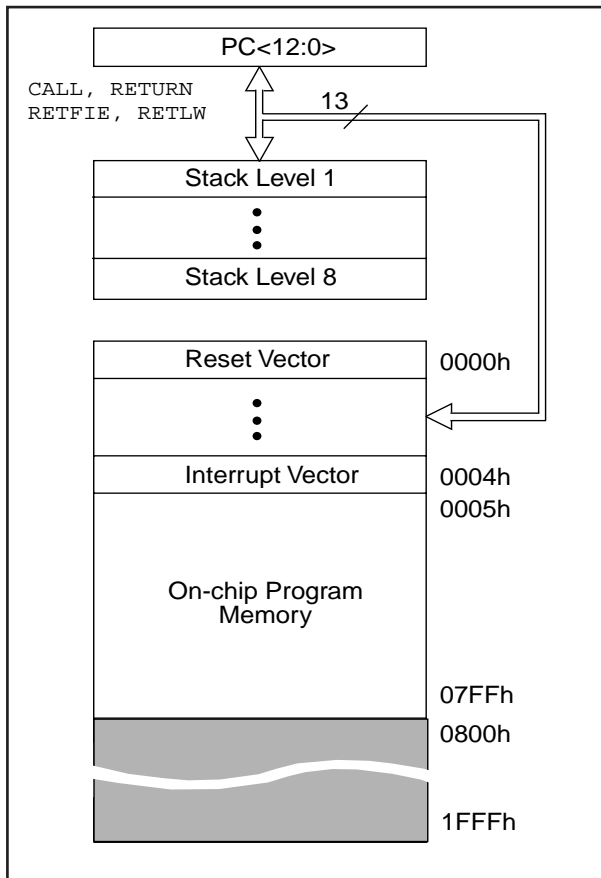 PC<12:0>
CALL, RETURN
RETFIE, RETLW
13
Stack Level 1
Stack Level 8
Reset Vector
0000h
Interrupt Vector
0004h
0005h
On-chip Program
Memory
07FFh
0800h
1FFFh